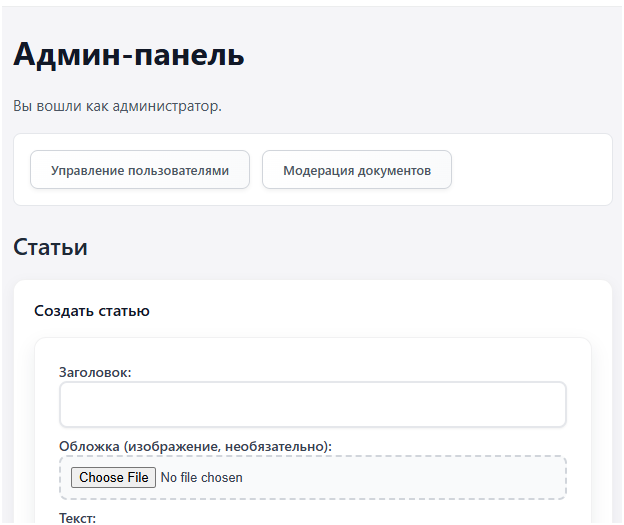 Админ-панель
Вы вошли как администратор.
Управление пользователями
Модерация документов
Статьи
Создать статью
Заголовок:
Обложка (изображение, необязательно):
Choose File No file chosen
Текст: